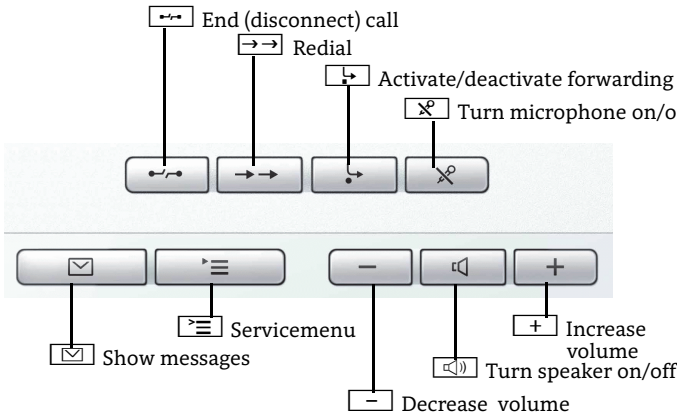 End (disconnect) call
→→ Redial
Activate/deactivate forwarding
Turn microphone on/o
→→
− +
Servicemenu
+ Increase
volume
Show messages
Turn speaker on/off
− Decrease volume